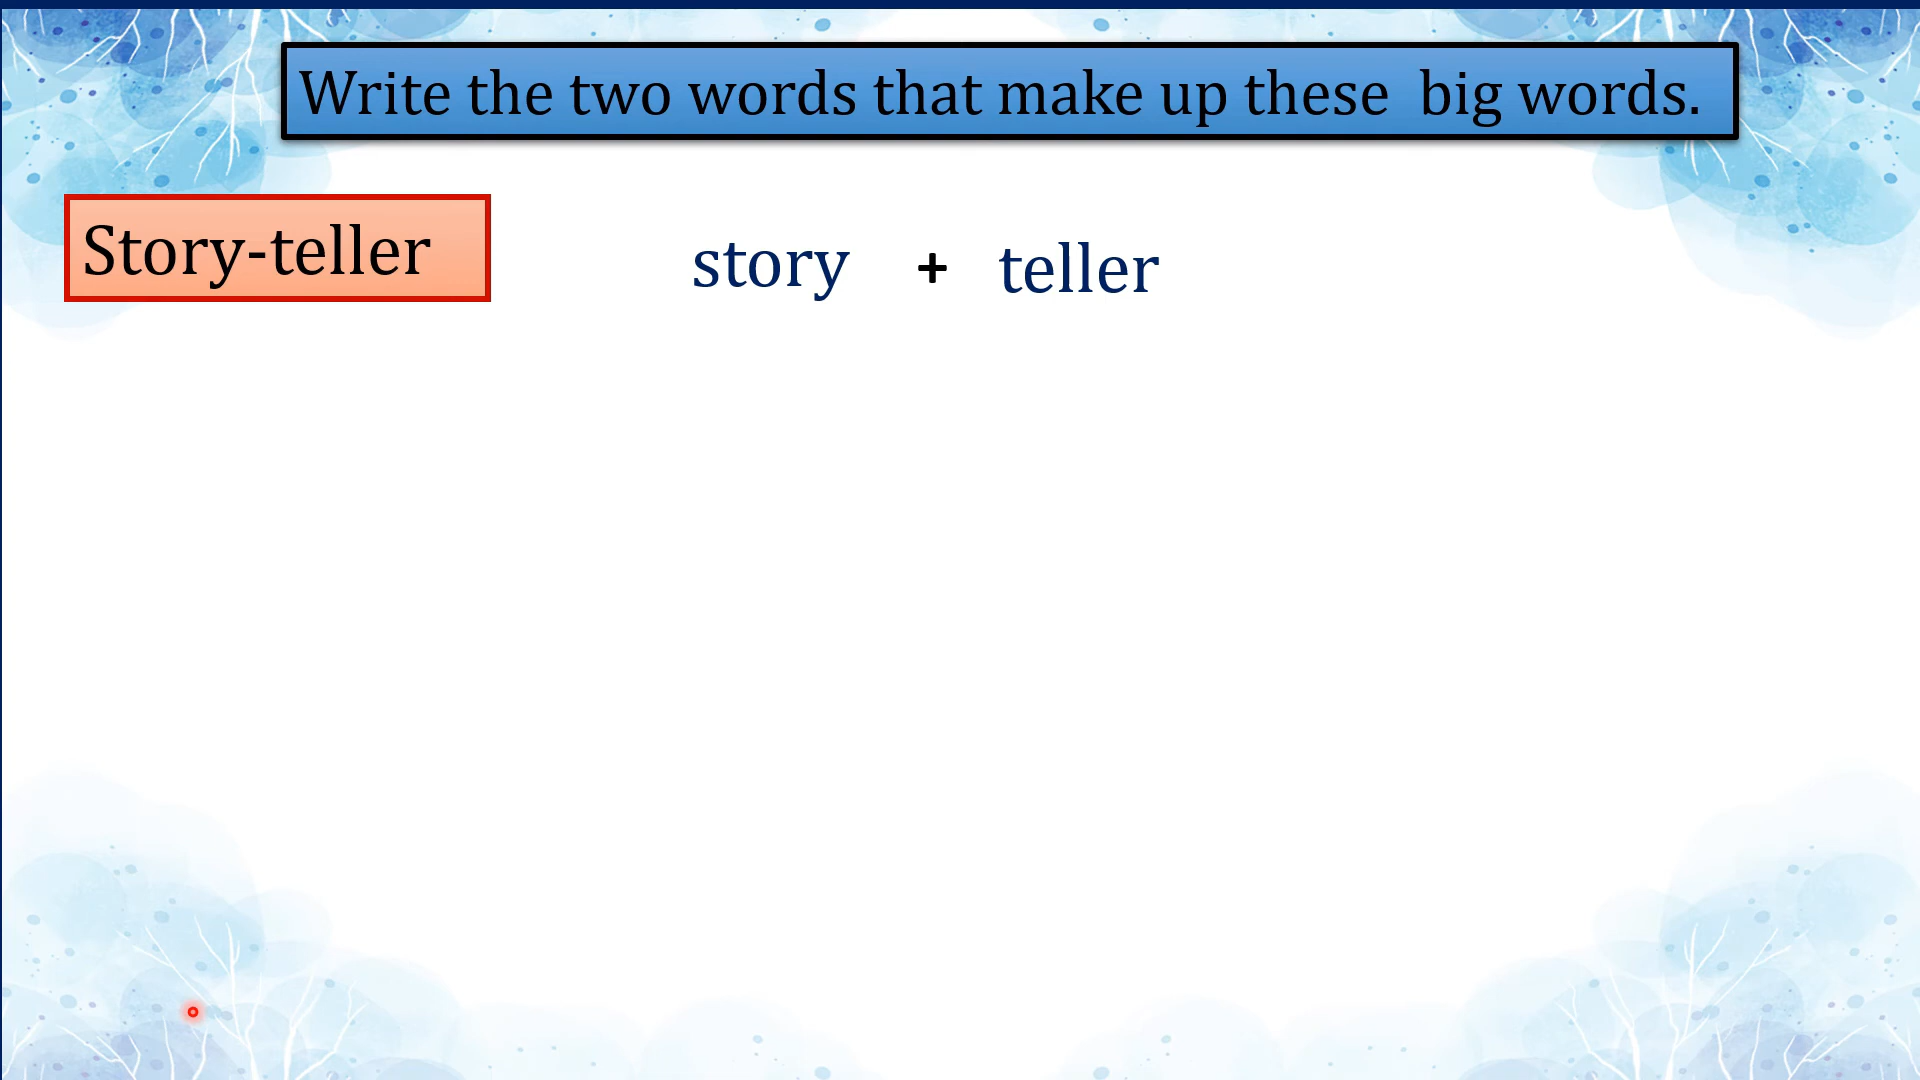 Write the two words that make up these  big words.
Story-teller
story + teller